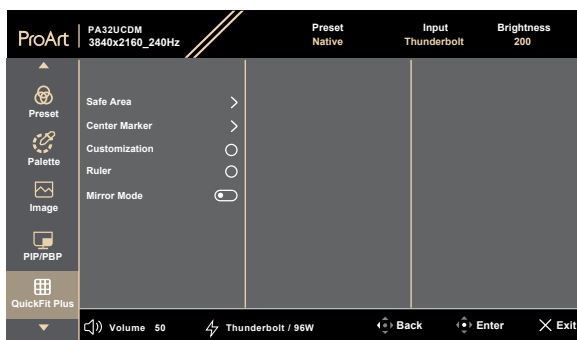 ProArt
PA32UCDM
3840x2160_240Hz
Preset
Native
Input
Thunderbolt
Brightness
200
Preset
Palette
Image
PIP/PBP
QuickFit Plus
Safe Area
Center Marker
Customization
Ruler
Mirror Mode
Volume 50
Thunderbolt / 96W
Back
Enter
Exit